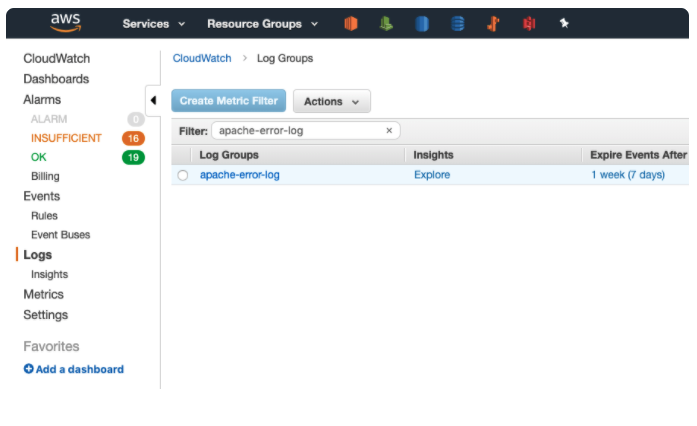 aws Services Resource Groups
CloudWatch
Dashboards
Alarms
ALARM 0
INSUFFICIENT 16
OK 19
Billing
Events
Rules
Event Buses
Logs
Insights
Metrics
Settings
Favorites
Add a dashboard
CloudWatch > Log Groups
Create Metric Filter Actions
Filter: apache-error-log ×
Log Groups Insights Expire Events After
apache-error-log Explore 1 week (7 days)